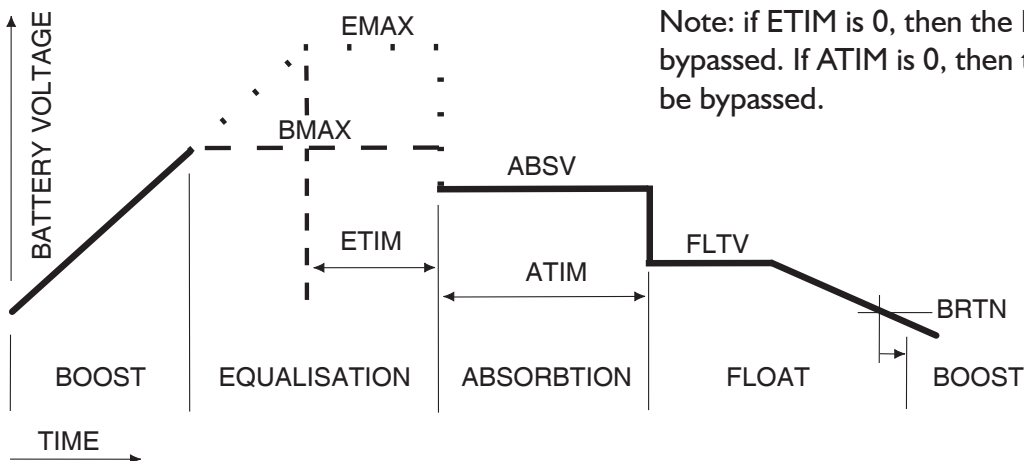 BATTERY VOLTAGE
Note: if ETIM is 0, then the
bypassed. If ATIM is 0, then
be bypassed.
EMAX
BMAX
ABSV
ETIM
FLTV
ATIM
BRTN
BOOST
EQUALISATION
ABSORBTION
FLOAT
BOOST
TIME